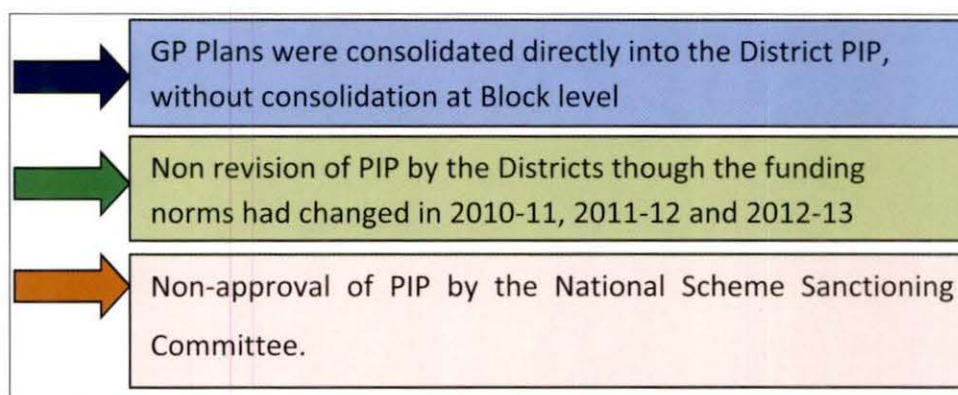 GP Plans were consolidated directly into the District PIP,
without consolidation at Block level
Non revision of PIP by the Districts though the funding
norms had changed in 2010-11, 2011-12 and 2012-13
Non-approval of PIP by the National Scheme Sanctioning
Committee.